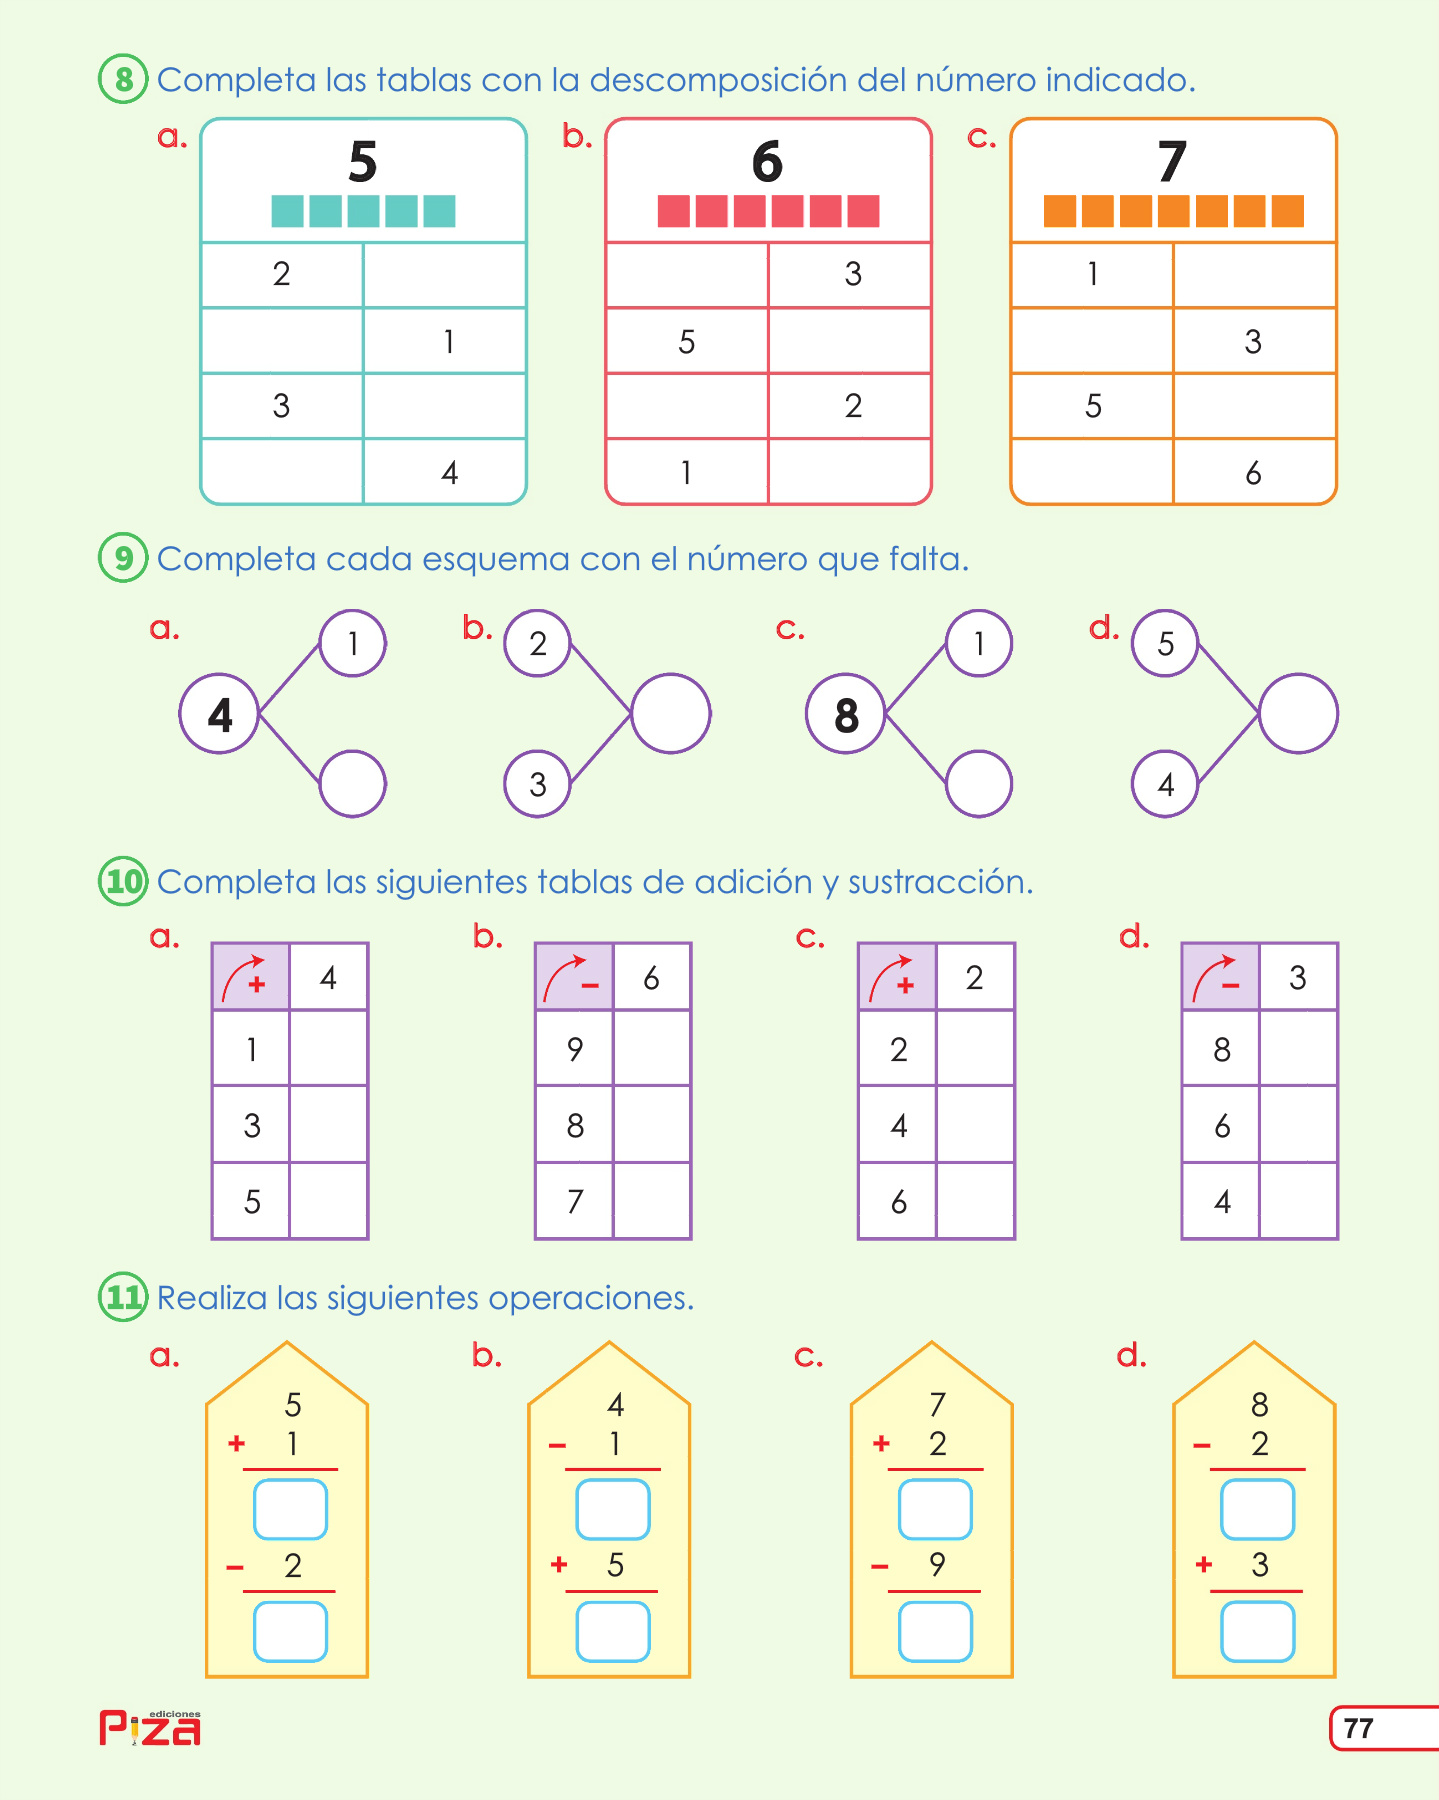 8 Completa las tablas con la descomposición del número indicado.
a. b. c.
5 6 7
2 3 1
1 5 3
3 2 5
4 1 6
9 Completa cada esquema con el número que falta.
a. b. c. d.
1 2 1 5
4 8
3 4
10 Completa las siguientes tablas de adición y sustracción.
a. b. c. d.
+ 4 − 6 + 2 − 3
1 9 2 8
3 8 4 6
5 7 6 4
11 Realiza las siguientes operaciones.
a. b. c. d.
5 4 7 8
+ 1 − 1 + 2 − 2
− 2 + 5 − 9 + 3
ediciones
Piza
77